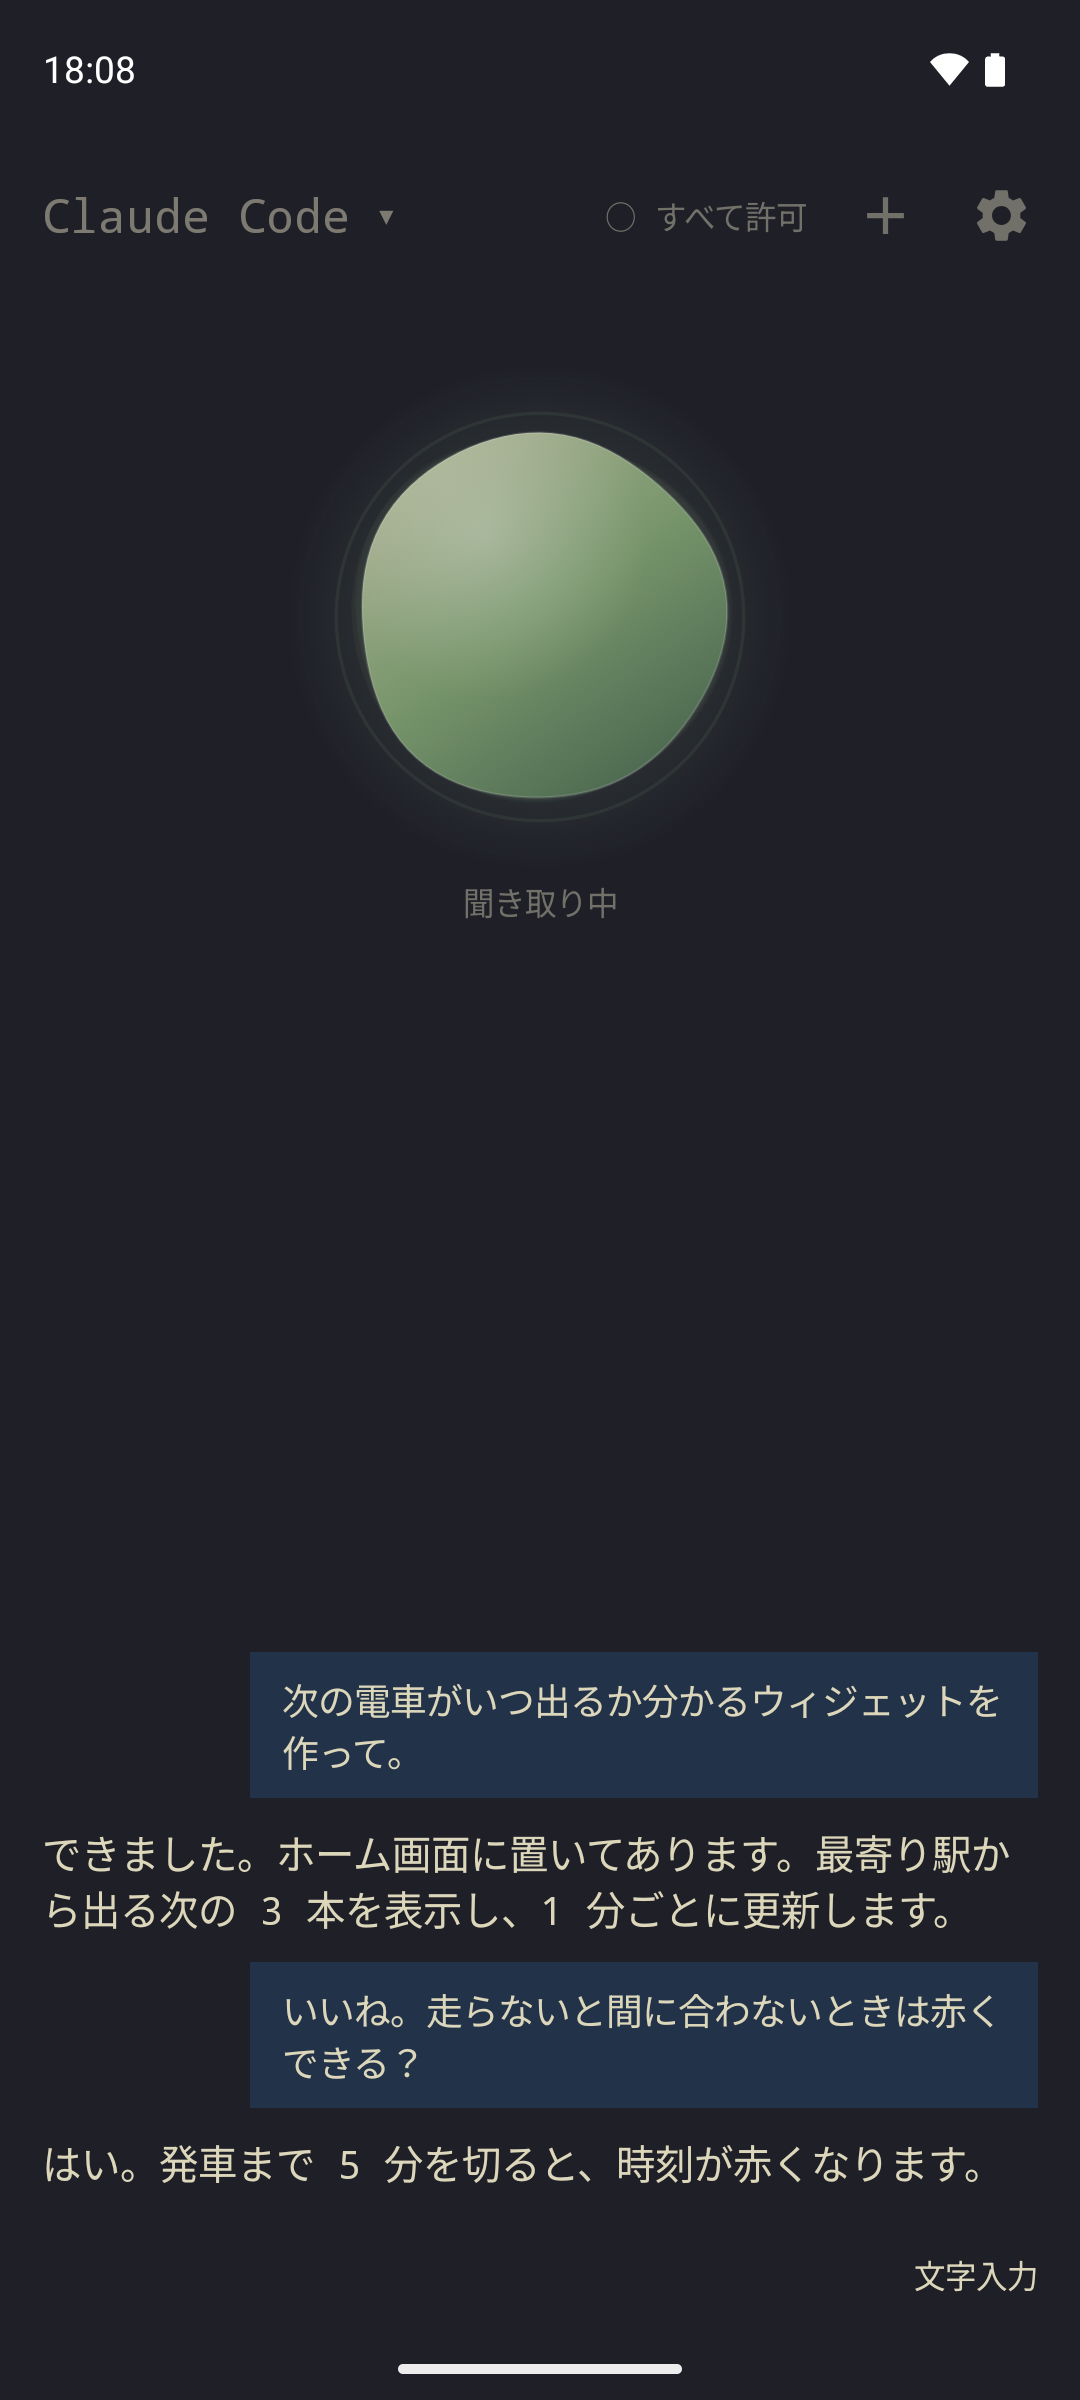 18:08
Claude Code ▾
○ すべて許可
聞き取り中
次の電車がいつ出るか分かるウィジェットを
作って。
できました。ホーム画面に置いてあります。最寄り駅か
ら出る次の 3 本を表示し、1 分ごとに更新します。
いいね。走らないと間に合わないときは赤く
できる？
はい。発車まで 5 分を切ると、時刻が赤くなります。
文字入力